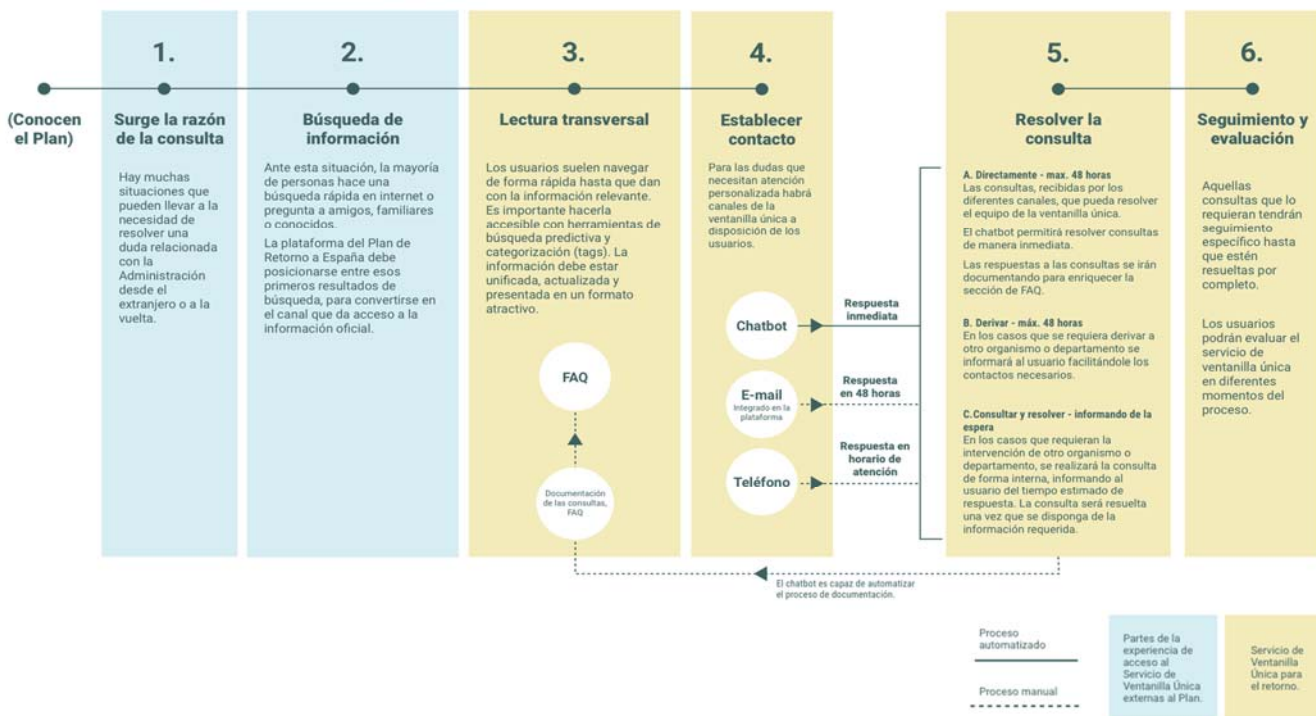 (Conocen
el Plan)
1.
Surge la razón
de la consulta
Hay muchas
situaciones que
pueden llevar a la
necesidad de
resolver una
duda relacionada
con la
Administración
desde el
extranjero o a la
vuelta.
2.
Búsqueda de
información
Ante esta situación, la mayoría
de personas hace una
búsqueda rápida en internet o
pregunta a amigos, familiares
o conocidos.
La plataforma del Plan de
Retorno a España debe
posicionarse entre esos
primeros resultados de
búsqueda, para convertirse en
el canal que da acceso a la
información oficial.
3.
Lectura transversal
Los usuarios suelen navegar
de forma rápida hasta que dan
con la información relevante.
Es importante hacerla
accesible con herramientas de
búsqueda predictiva y
categorización (tags). La
información debe estar
unificada, actualizada y
presentada en un formato
atractivo.
FAQ
Documentación
de las consultas,
FAQ
4.
Establecer
contacto
Para las dudas que
necesitan atención
personalizada habrá
canales de la
ventanilla única a
disposición de los
usuarios.
Chatbot
Respuesta
inmediata
E-mail
Integrado en la
plataforma
Respuesta
en 48 horas
Teléfono
Respuesta en
horario de
atención
5.
Resolver la
consulta
A. Directamente - max. 48 horas
Las consultas, recibidas por los
diferentes canales, que pueda resolver
el equipo de la ventanilla única.
El chatbot permitirá resolver consultas
de manera inmediata.
Las respuestas a las consultas se irán
documentando para enriquecer la
sección de FAQ.
B. Derivar - máx. 48 horas
En los casos que se requiera derivar a
otro organismo o departamento se
informará al usuario facilitándole los
contactos necesarios.
C.Consultar y resolver - informando de la
espera
En los casos que requieran la
intervención de otro organismo o
departamento, se realizará la consulta
de forma interna, informando al
usuario del tiempo estimado de
respuesta. La consulta será resuelta
una vez que se disponga de la
información requerida.
6.
Seguimiento y
evaluación
Aquellas
consultas que lo
requieran tendrán
seguimiento
específico hasta
que estén
resueltas por
completo.
Los usuarios
podrán evaluar el
servicio de
ventanilla única
en diferentes
momentos del
proceso.
El chatbot es capaz de automatizar
el proceso de documentación.
Proceso
automatizado
Proceso manual
Partes de la
experiencia de
acceso al
Servicio de
Ventanilla Única
externas al Plan.
Servicio de
Ventanilla
Única para
el retorno.